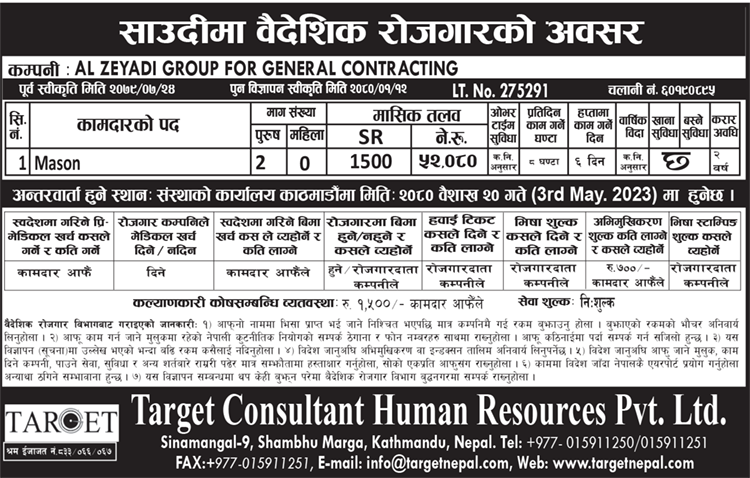 साउदीमा वैदेशिक रोजगारको अवसर
कम्पनी : AL ZEYADI GROUP FOR GENERAL CONTRACTING
पूर्व स्वीकृति मिति २०७९/०७/२४ पुन विज्ञापन स्वीकृति मिति २०८०/०१/१२ LT. No. 275291 चलानी नं.६०१९०८९५
सि. नं. कामदारको पद माग संख्या पुरुष महिला मासिक तलव SR ने.रु. ओभर टाईम सुविधा प्रतिदिन काम गर्ने घण्टा हप्तामा काम गर्ने दिन वार्षिक विदा खाना सुविधा बस्ने सुविधा करार अवधि
1 Mason 2 0 1500 ५२,०८० क.नि. अनुसार ८ घण्टा ६ दिन क.नि. अनुसार छ २ वर्ष
अन्तरवार्ता हुने स्थानः संस्थाको कार्यालय काठमाडौंमा मितिः २०८० वैशाख २० गते (3rd May. 2023) मा हुनेछ ।
स्वदेशमा गरिने प्रि-मेडिकल खर्च कसले गर्ने र कति गर्ने
रोजगार कम्पनिले मेडिकल खर्च दिने / नदिने
स्वदेशमा गरिने बिमा खर्च कस ले व्यहोर्ने र कति लाग्ने
रोजगारमा बिमा हुने/नहुने र कसले व्यहोर्ने
हवाई टिकट कसले दिने र कति लाग्ने
भिषा शुल्क कसले दिने र कति लाग्ने
अभिमुखिकरण शुल्क कति लाग्ने र कसले व्यहोर्ने
भिषा स्टाम्पिङ शुल्क कसले व्यहोर्ने
कामदार आफैँ
दिने
कामदार आफैँले
हुने/ रोजगारदाता कम्पनीले
रोजगारदाता कम्पनीले
रोजगारदाता कम्पनीले
रु.७००/- कामदार आफैँले
रोजगारदाता कम्पनीले
कल्याणकारी कोषसम्बन्धि व्यवस्थाः रु. १,५००/- कामदार आफैँले सेवा शुल्कः निःशुल्क
वैदेशिक रोजगार विभागबाट गराइएको जानकारी: १) आफ्नो नाममा भिसा प्राप्त भई जाने निश्चित भएपछि मात्र कम्पनिमै गई रकम बुझाउनु होला । बुझाएको रकमको भौचर अनिवार्य
लिनुहोला । २) आफू काम गर्न जाने मुलुकमा रहेको नेपाली कुटनीतिक नियोगको सम्पर्क ठेगाना र फोन नम्बरहरु साथमा राख्नुहोला । आफू कठिनाईमा पर्दा सम्पर्क गर्न सजिलो हुन्छ । ३) यस
विज्ञापन (सूचना)मा उल्लेख भएको भन्दा बढि रकम कसैलाई नदिनुहोला । ४) विदेश जानुअघि अभिमुखिकरण वा इन्डक्सन तालिम अनिवार्य लिनुपर्नेछ । ५) विदेश जानुअघि आफू जाने मुलुक, काम
दिने कम्पनी, पाउने सेवा, सुविधा र अन्य शर्तबारे राम्ररी पढेर मात्र सम्झौतामा हस्ताक्षर गर्नुहोला, सोको एकप्रति आफूसग राख्नुहोला । ६) काममा विदेश जाँदा नेपालकै एयरपोर्ट प्रयोग गर्नुहोला
अन्यथा ठगिने सम्भावाना हुन्छ । ७) यस विज्ञापन सम्बन्धमा थप केही बुझ्न परेमा वैदेशिक रोजगार विभाग बुद्धनगरमा सम्पर्क राख्नुहोला ।
TARGET
श्रम ईजाजत नं.८३३/०६६/०६७
Target Consultant Human Resources Pvt. Ltd.
Sinamangal-9, Shambhu Marga, Kathmandu, Nepal. Tel: +977- 015911250/015911251
FAX:+977-015911251, E-mail: info@targetnepal.com, Web: www.targetnepal.com